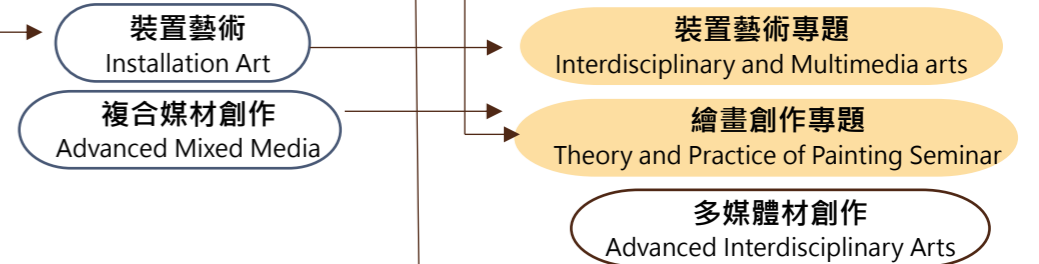 裝置藝術
Installation Art
複合媒材創作
Advanced Mixed Media
裝置藝術專題
Interdisciplinary and Multimedia arts
繪畫創作專題
Theory and Practice of Painting Seminar
多媒體材創作
Advanced Interdisciplinary Arts